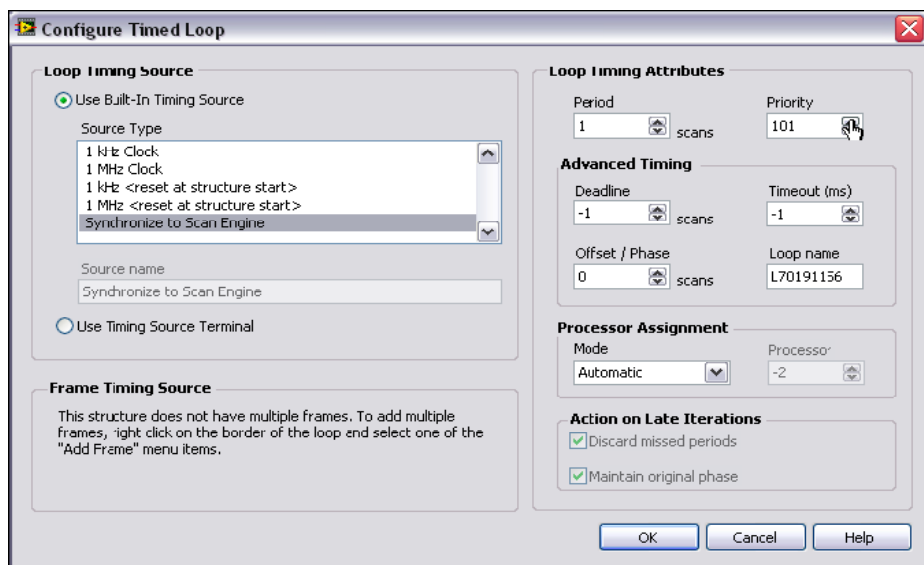 Configure Timed Loop
Loop Timing Source
Use Built-In Timing Source
Source Type
1 kHz Clock
1 MHz Clock
1 kHz <reset at structure start>
1 MHz <reset at structure start>
Synchronize to Scan Engine
Source name
Synchronize to Scan Engine
Use Timing Source Terminal
Frame Timing Source
This structure does not have multiple frames. To add multiple
frames, right click on the border of the loop and select one of the
"Add Frame" menu items.
Loop Timing Attributes
Period
1 scans
Priority
101
Advanced Timing
Deadline
-1 scans
Timeout (ms)
-1
Offset / Phase
0 scans
Loop name
L70191156
Processor Assignment
Mode
Automatic
Processor
-2
Action on Late Iterations
Discard missed periods
Maintain original phase
OK
Cancel
Help